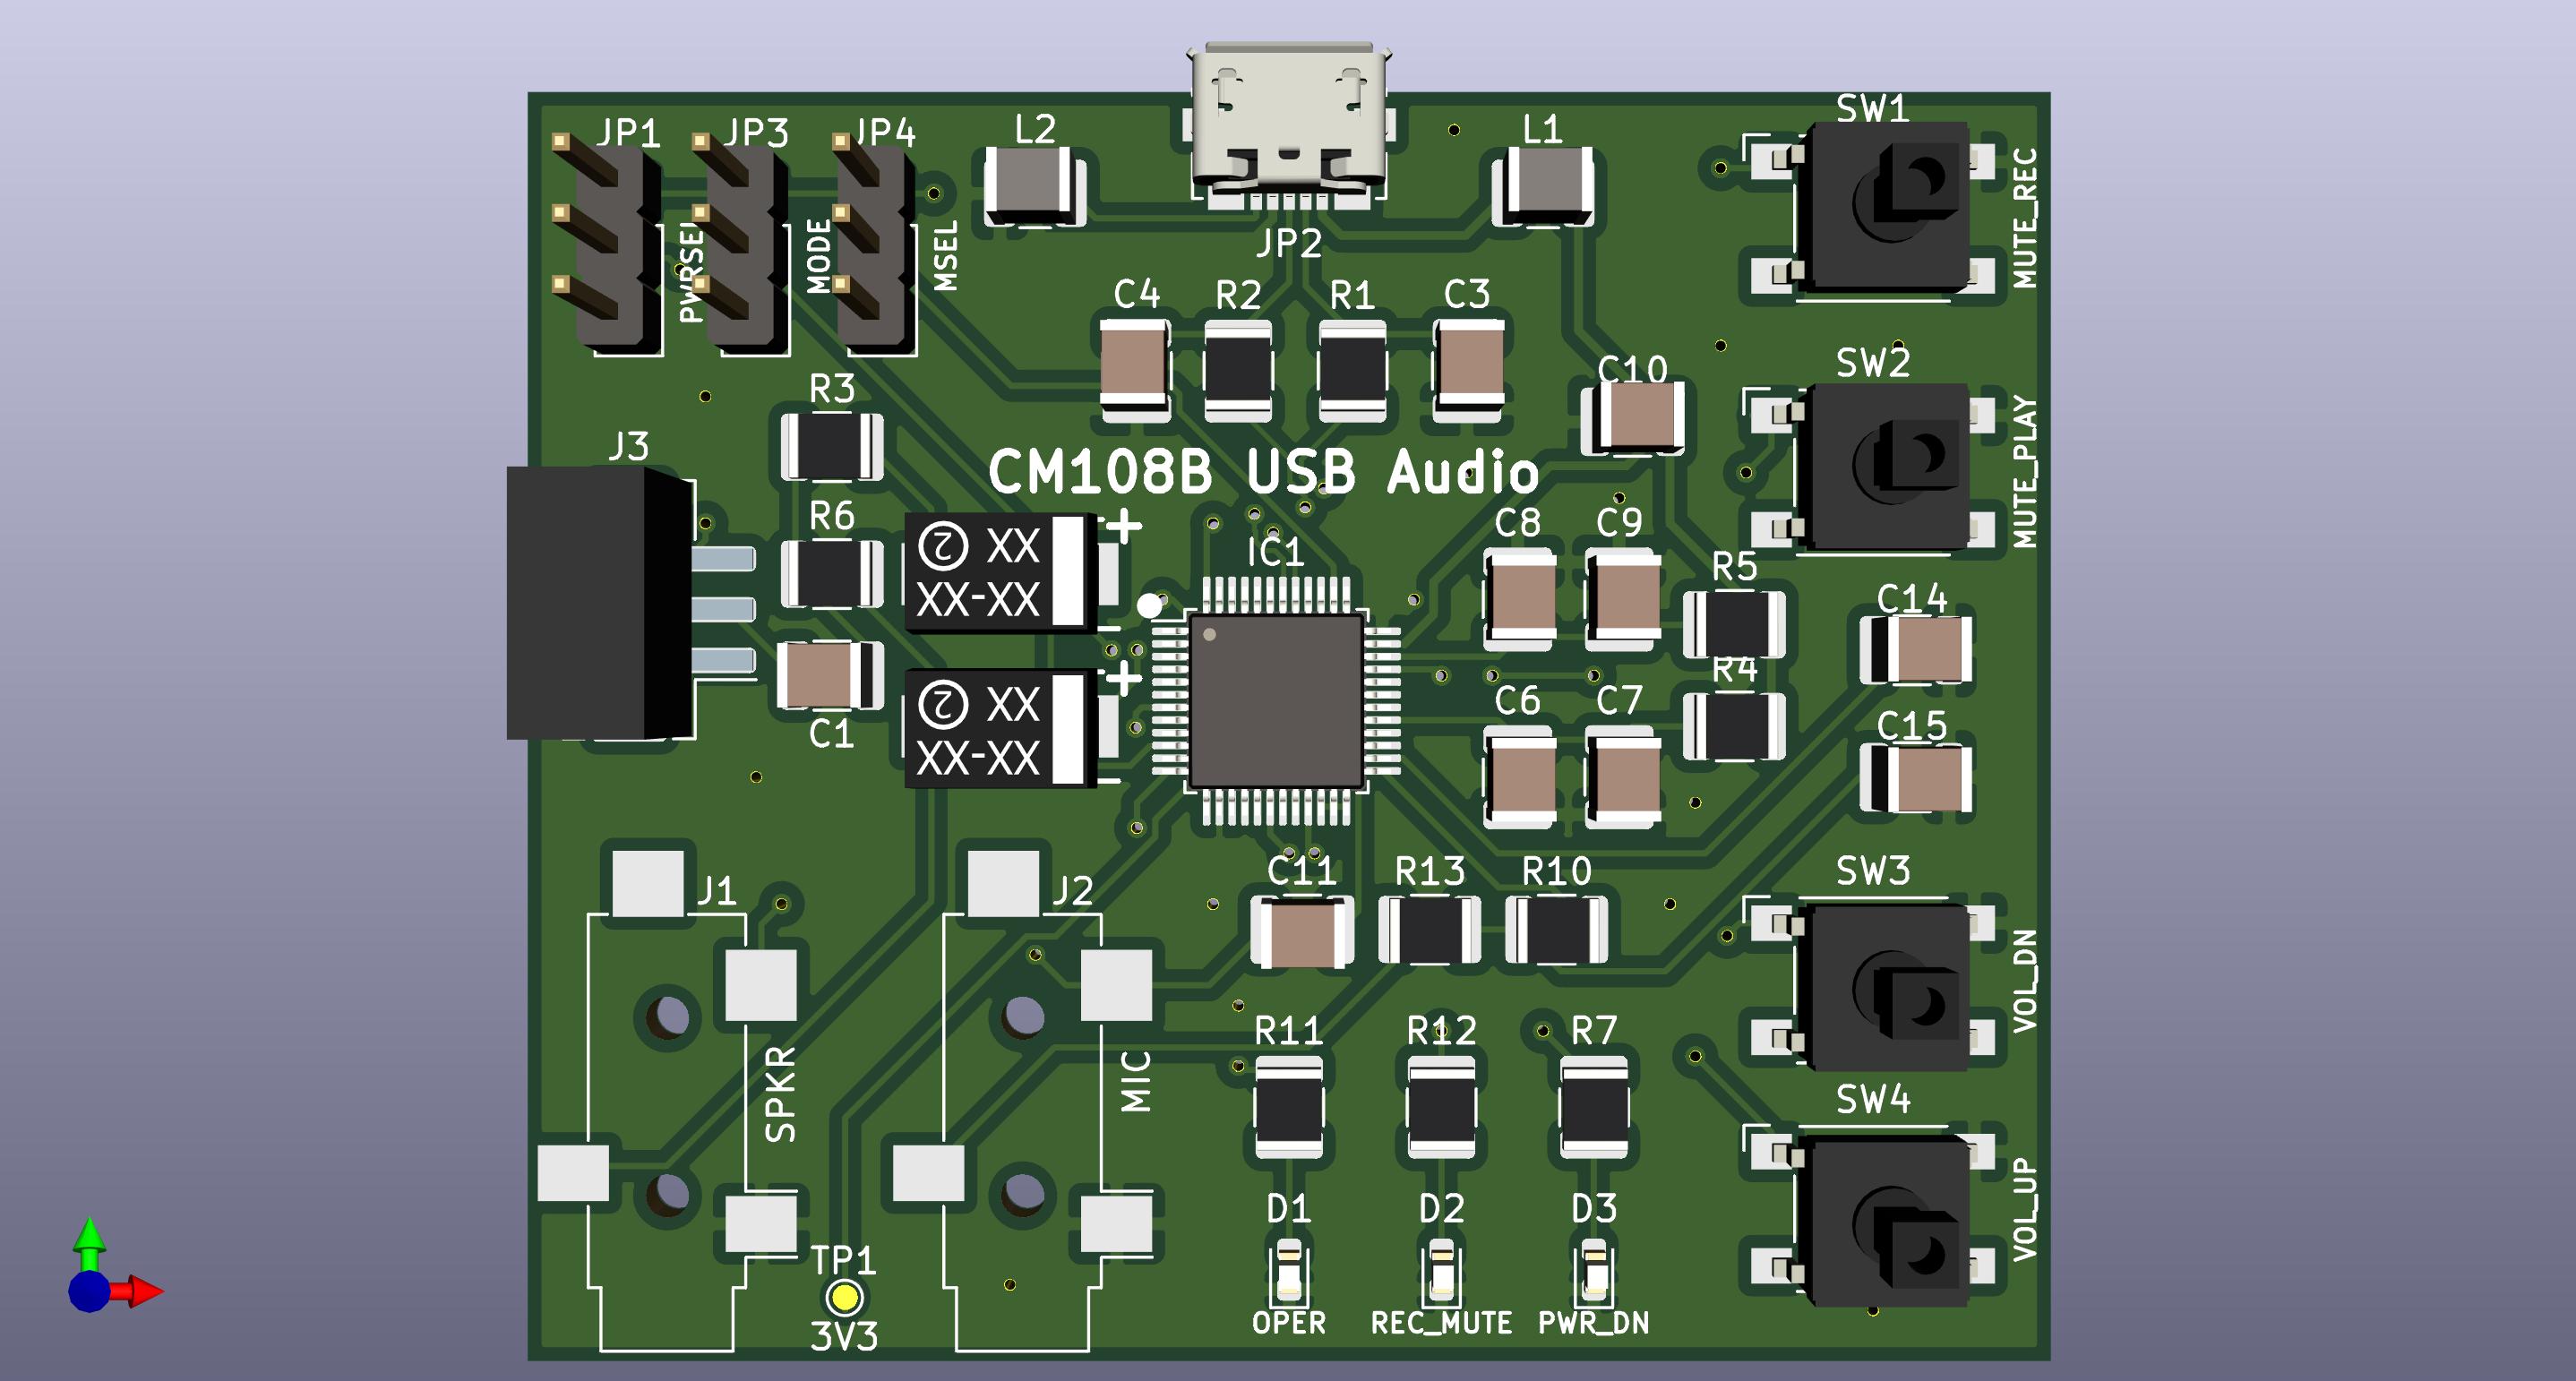 JP1
JP3
JP4
L2
L1
SW1
MUTE_REC
PWRSEL
MODE
MSEL
JP2
C4
R2
R1
C3
SW2
C10
R3
MUTE_PLAY
J3
CM108B USB Audio
R6
2 XX
XX-XX
+
IC1
C8
C9
R5
C14
R4
2 XX
XX-XX
+
C1
C6
C7
C15
J1
J2
C11
R13
R10
SW3
SPKR
MIC
R11
R12
R7
VOL_DN
SW4
D1
D2
D3
VOL_UP
TP1
3V3
OPER
REC_MUTE
PWR_DN